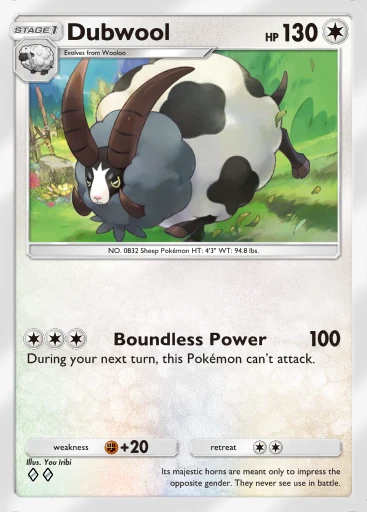 STAGE 1 Dubwool HP 130
Evolves from Wooloo
NO. 0832 Sheep Pokémon HT: 4'3" WT: 94.8 lbs.
Boundless Power 100
During your next turn, this Pokémon can't attack.
weakness +20 retreat
Illus. You Iribi
Its majestic horns are meant only to impress the
opposite gender. They never see use in battle.